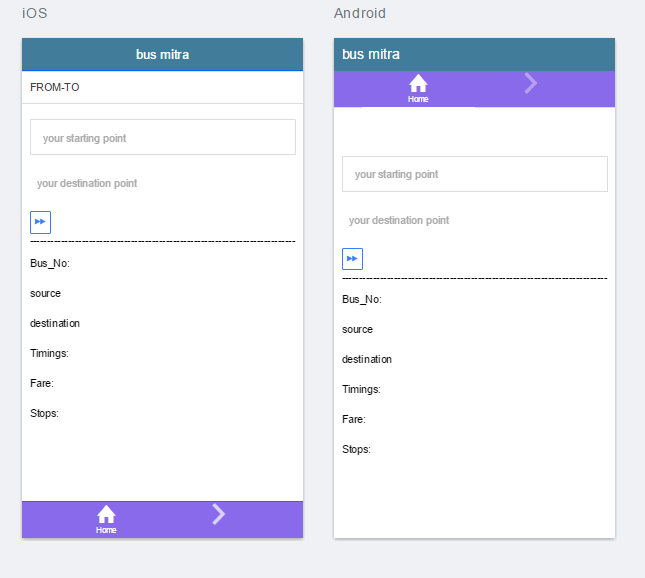 iOS
bus mitra
FROM-TO
your starting point
your destination point
-----------------------------------------------------------------------------
Bus_No:
source
destination
Timings:
Fare:
Stops:
Home
Android
bus mitra
Home
your starting point
your destination point
-----------------------------------------------------------------------------
Bus_No:
source
destination
Timings:
Fare:
Stops: